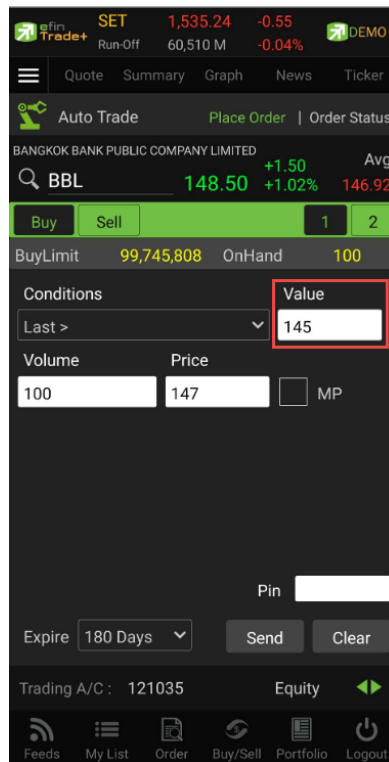 efin Trade+ SET 1,535.24 -0.55 DEMO
Run-Off 60,510 M -0.04%
Quote Summary Graph News Ticker
Auto Trade Place Order | Order Status
BANGKOK BANK PUBLIC COMPANY LIMITED
BBL 148.50 +1.50 +1.02% Avg 146.92
Buy Sell 1 2
BuyLimit 99,745,808 OnHand 100
Conditions Value
Last > 145
Volume Price
100 147 MP
Pin
Expire 180 Days Send Clear
Trading A/C : 121035 Equity
Feeds My List Order Buy/Sell Portfolio Logout